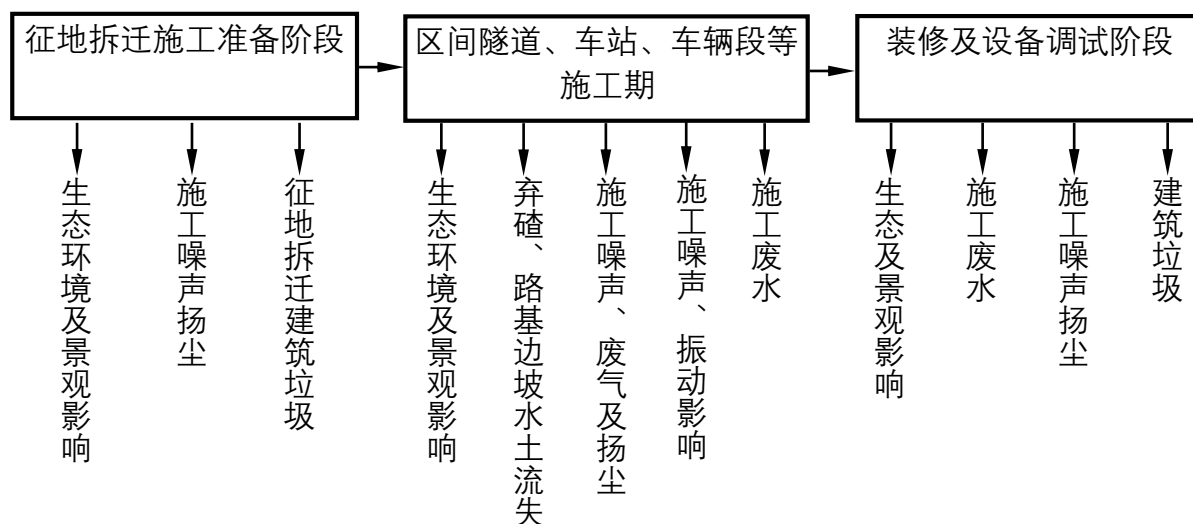 征地拆迁施工准备阶段
区间隧道、车站、车辆段等
施工期
装修及设备调试阶段
生态环境及景观影响
施工噪声扬尘
征地拆迁建筑垃圾
生态环境及景观影响
弃碴、路基边坡水土流失
施工噪声、废气及扬尘
施工噪声、振动影响
施工废水
生态及景观影响
施工废水
施工噪声扬尘
建筑垃圾